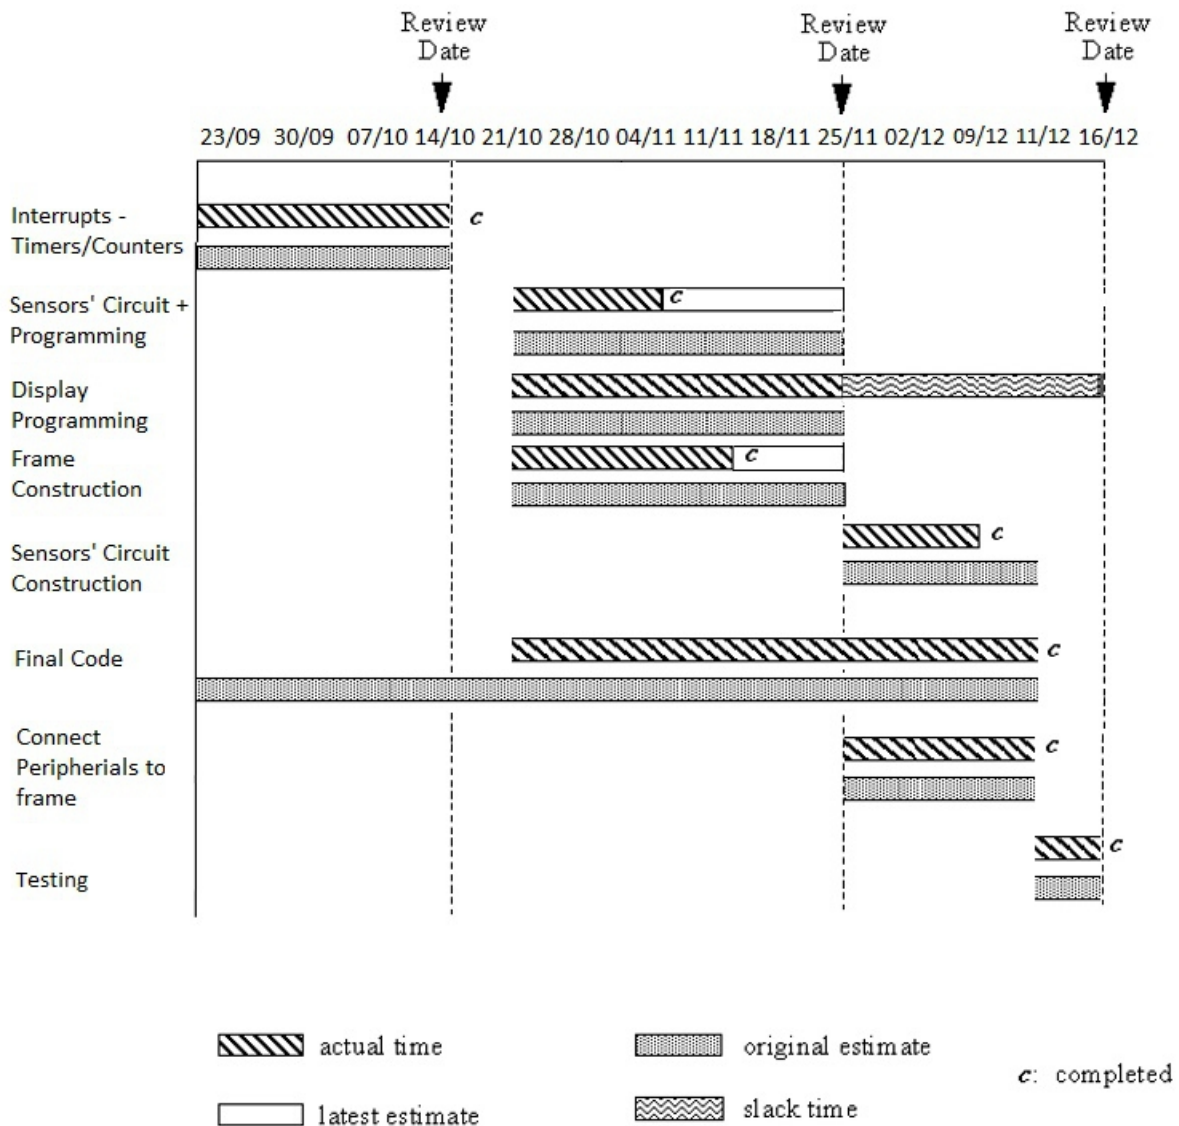 Review
Date
Review
Date
Review
Date
23/09 30/09 07/10 14/10 21/10 28/10 04/11 11/11 18/11 25/11 02/12 09/12 11/12 16/12
Interrupts -
Timers/Counters
c
Sensors' Circuit +
Programming
c
Display
Programming
Frame
Construction
c
Sensors' Circuit
Construction
c
Final Code
c
Connect
Peripherials to
frame
c
Testing
c
actual time
original estimate
c: completed
latest estimate
slack time